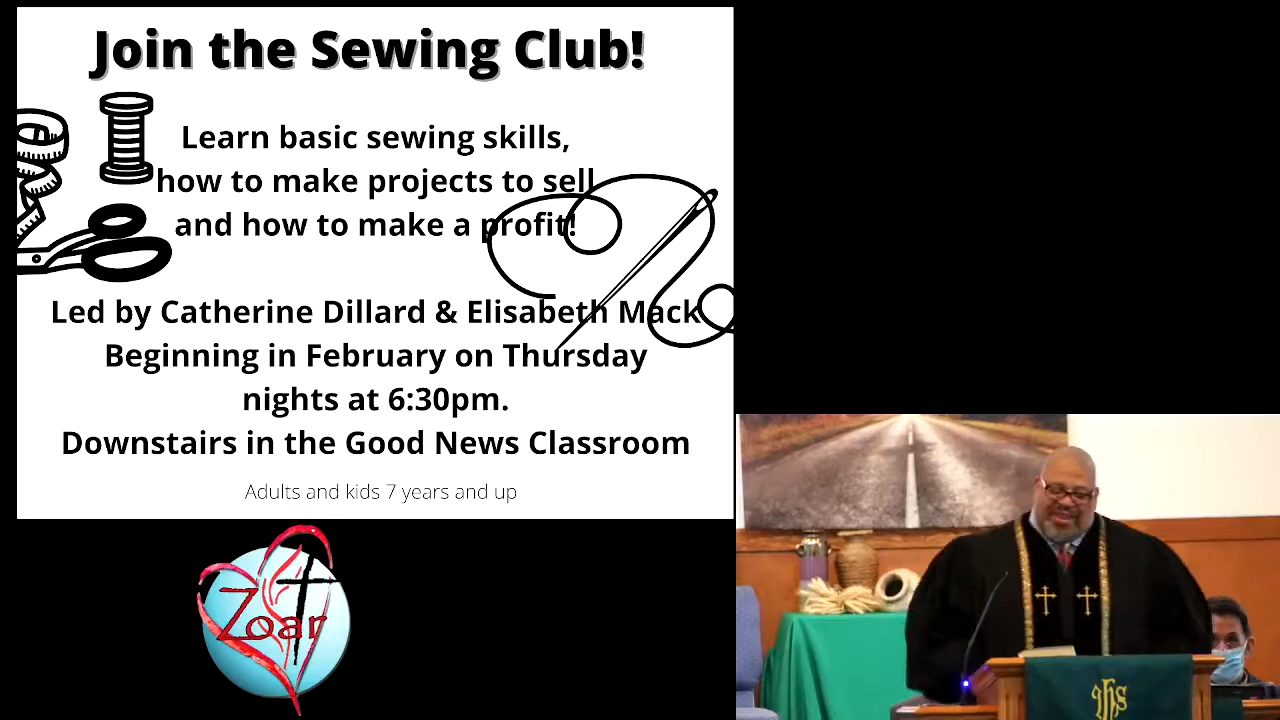 Join the Sewing Club!
Learn basic sewing skills,
how to make projects to sell
and how to make a profit!
Led by Catherine Dillard & Elisabeth Mack
Beginning in February on Thursday
nights at 6:30pm.
Downstairs in the Good News Classroom
Adults and kids 7 years and up
Zoar
IHS